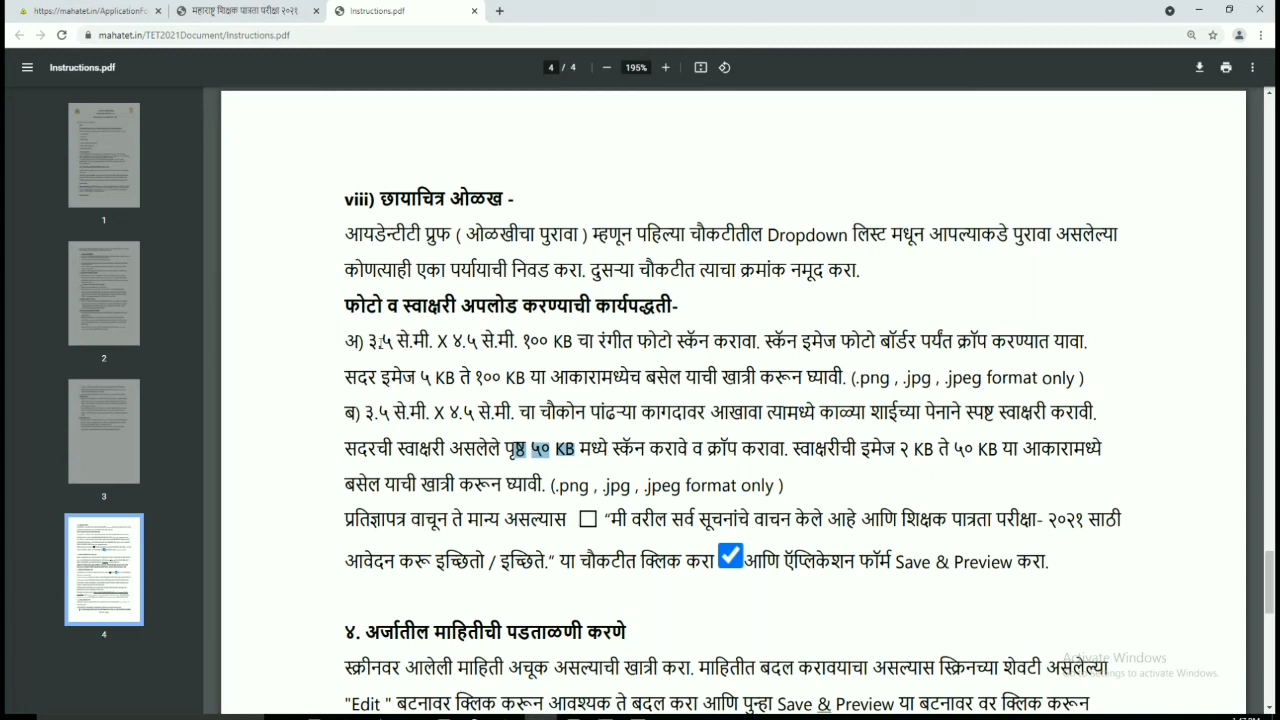 https://mahatet.in/ApplicationFo
महाराष्ट्र शिक्षक पात्रता परीक्षा २०२१
Instructions.pdf
mahatet.in/TET2021Document/Instructions.pdf
Instructions.pdf
4 / 4
195%
1
2
3
4
viii) छायाचित्र ओळख -
आयडेन्टीटी प्रुफ ( ओळखीचा पुरावा ) म्हणून पहिल्या चौकटीतील Dropdown लिस्ट मधून आपल्याकडे पुरावा असलेल्या
कोणत्याही एका पर्यायाची निवड करा. दुसऱ्या चौकटीत त्याचा क्रमांक नमूद करा.
फोटो व स्वाक्षरी अपलोड करण्याची कार्यपद्धती-
अ) ३.५ से.मी. X ४.५ से.मी. १०० KB चा रंगीत फोटो स्कॅन करावा. स्कॅन इमेज फोटो बॉर्डर पर्यंत क्रॉप करण्यात यावा.
सदर इमेज ५ KB ते १०० KB या आकारामध्येच बसेल याची खात्री करून घ्यावी. (.png , .jpg , .jpeg format only )
ब) ३.५ से.मी. X ४.५ से.मी. चा चौकोन पांढऱ्या कागदावर आखावा त्यामध्ये काळ्या शाईच्या पेनाने स्पष्ट स्वाक्षरी करावी.
सदरची स्वाक्षरी असलेले पृष्ठ ५० KB मध्ये स्कॅन करावे व क्रॉप करावा. स्वाक्षरीची इमेज २ KB ते ५० KB या आकारामध्ये
बसेल याची खात्री करून घ्यावी. (.png , .jpg , .jpeg format only )
प्रतिज्ञापत्र वाचून ते मान्य असल्यास “मी वरील सर्व सूचनांचे वाचन केले आहे आणि शिक्षक पात्रता परीक्षा- २०२१ साठी
आवेदन करू इच्छितो / इच्छिते.” या चौकटीत क्लिक करा आणि ऍप्लिकेशन फॉर्म Save & Preview करा.
४. अर्जातील माहितीची पडताळणी करणे
स्क्रीनवर आलेली माहिती अचूक असल्याची खात्री करा. माहितीत बदल करावयाचा असल्यास स्क्रिनच्या शेवटी असलेल्या
Activate Windows
Go to Settings to activate Windows.
"Edit " बटनावर क्लिक करून आवश्यक ते बदल करा आणि पुन्हा Save & Preview या बटनावर वर क्लिक करून